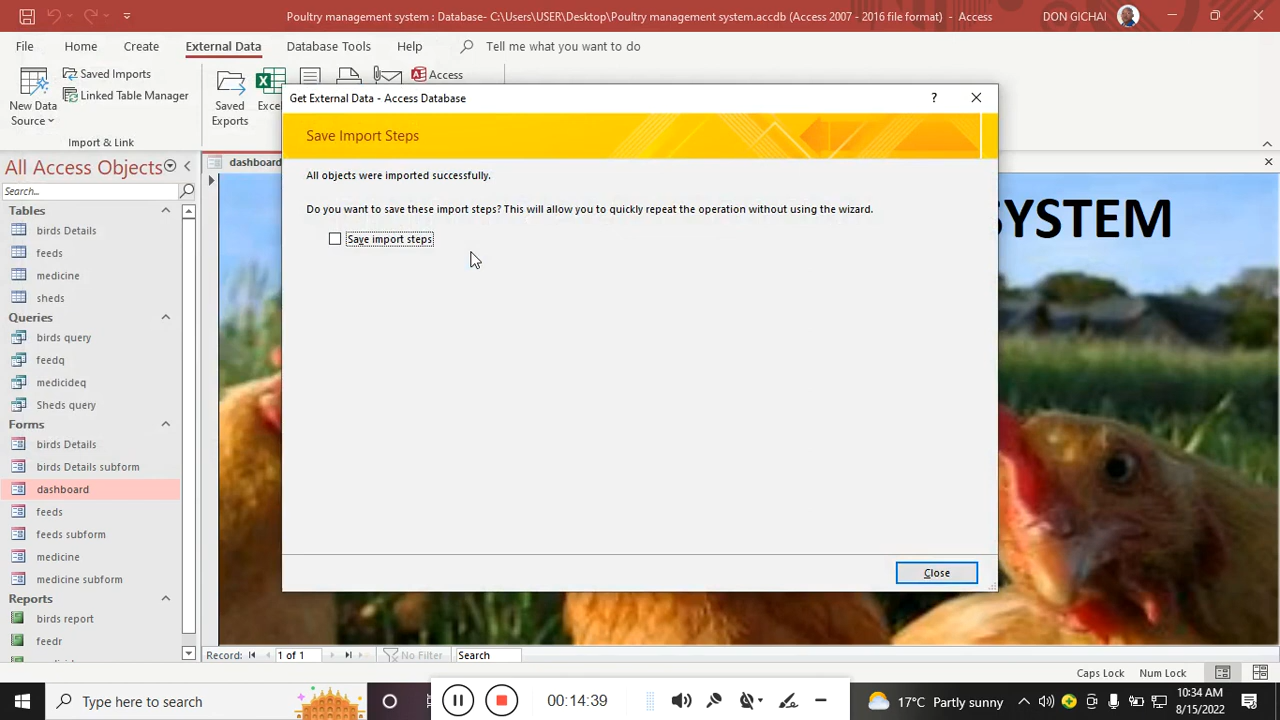 Poultry management system : Database- C:\Users\USER\Desktop\Poultry management system.accdb (Access 2007 - 2016 file format) - Access
DON GICHAI
File Home Create External Data Database Tools Help Tell me what you want to do
Saved Imports
Linked Table Manager
New Data
Source
Import & Link
Saved
Exports
Access
Get External Data - Access Database
?
Save Import Steps
All objects were imported successfully.
Do you want to save these import steps? This will allow you to quickly repeat the operation without using the wizard.
Save import steps
Close
All Access Objects
Search...
Tables
birds Details
feeds
medicine
sheds
Queries
birds query
feedq
medicideq
Sheds query
Forms
birds Details
birds Details subform
dashboard
feeds
feeds subform
medicine
medicine subform
Reports
birds report
feedr
dashboard
SYSTEM
Record: 1 of 1 No Filter Search
Caps Lock Num Lock
Type here to search
00:14:39
17°C Partly sunny
10:34 AM
8/15/2022